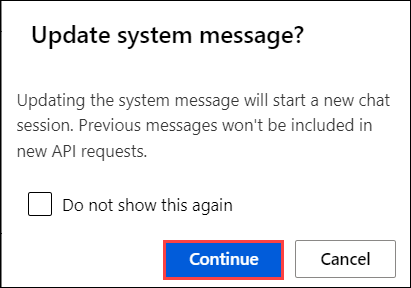 Update system message?
Updating the system message will start a new chat
session. Previous messages won't be included in
new API requests.
Do not show this again
Continue
Cancel